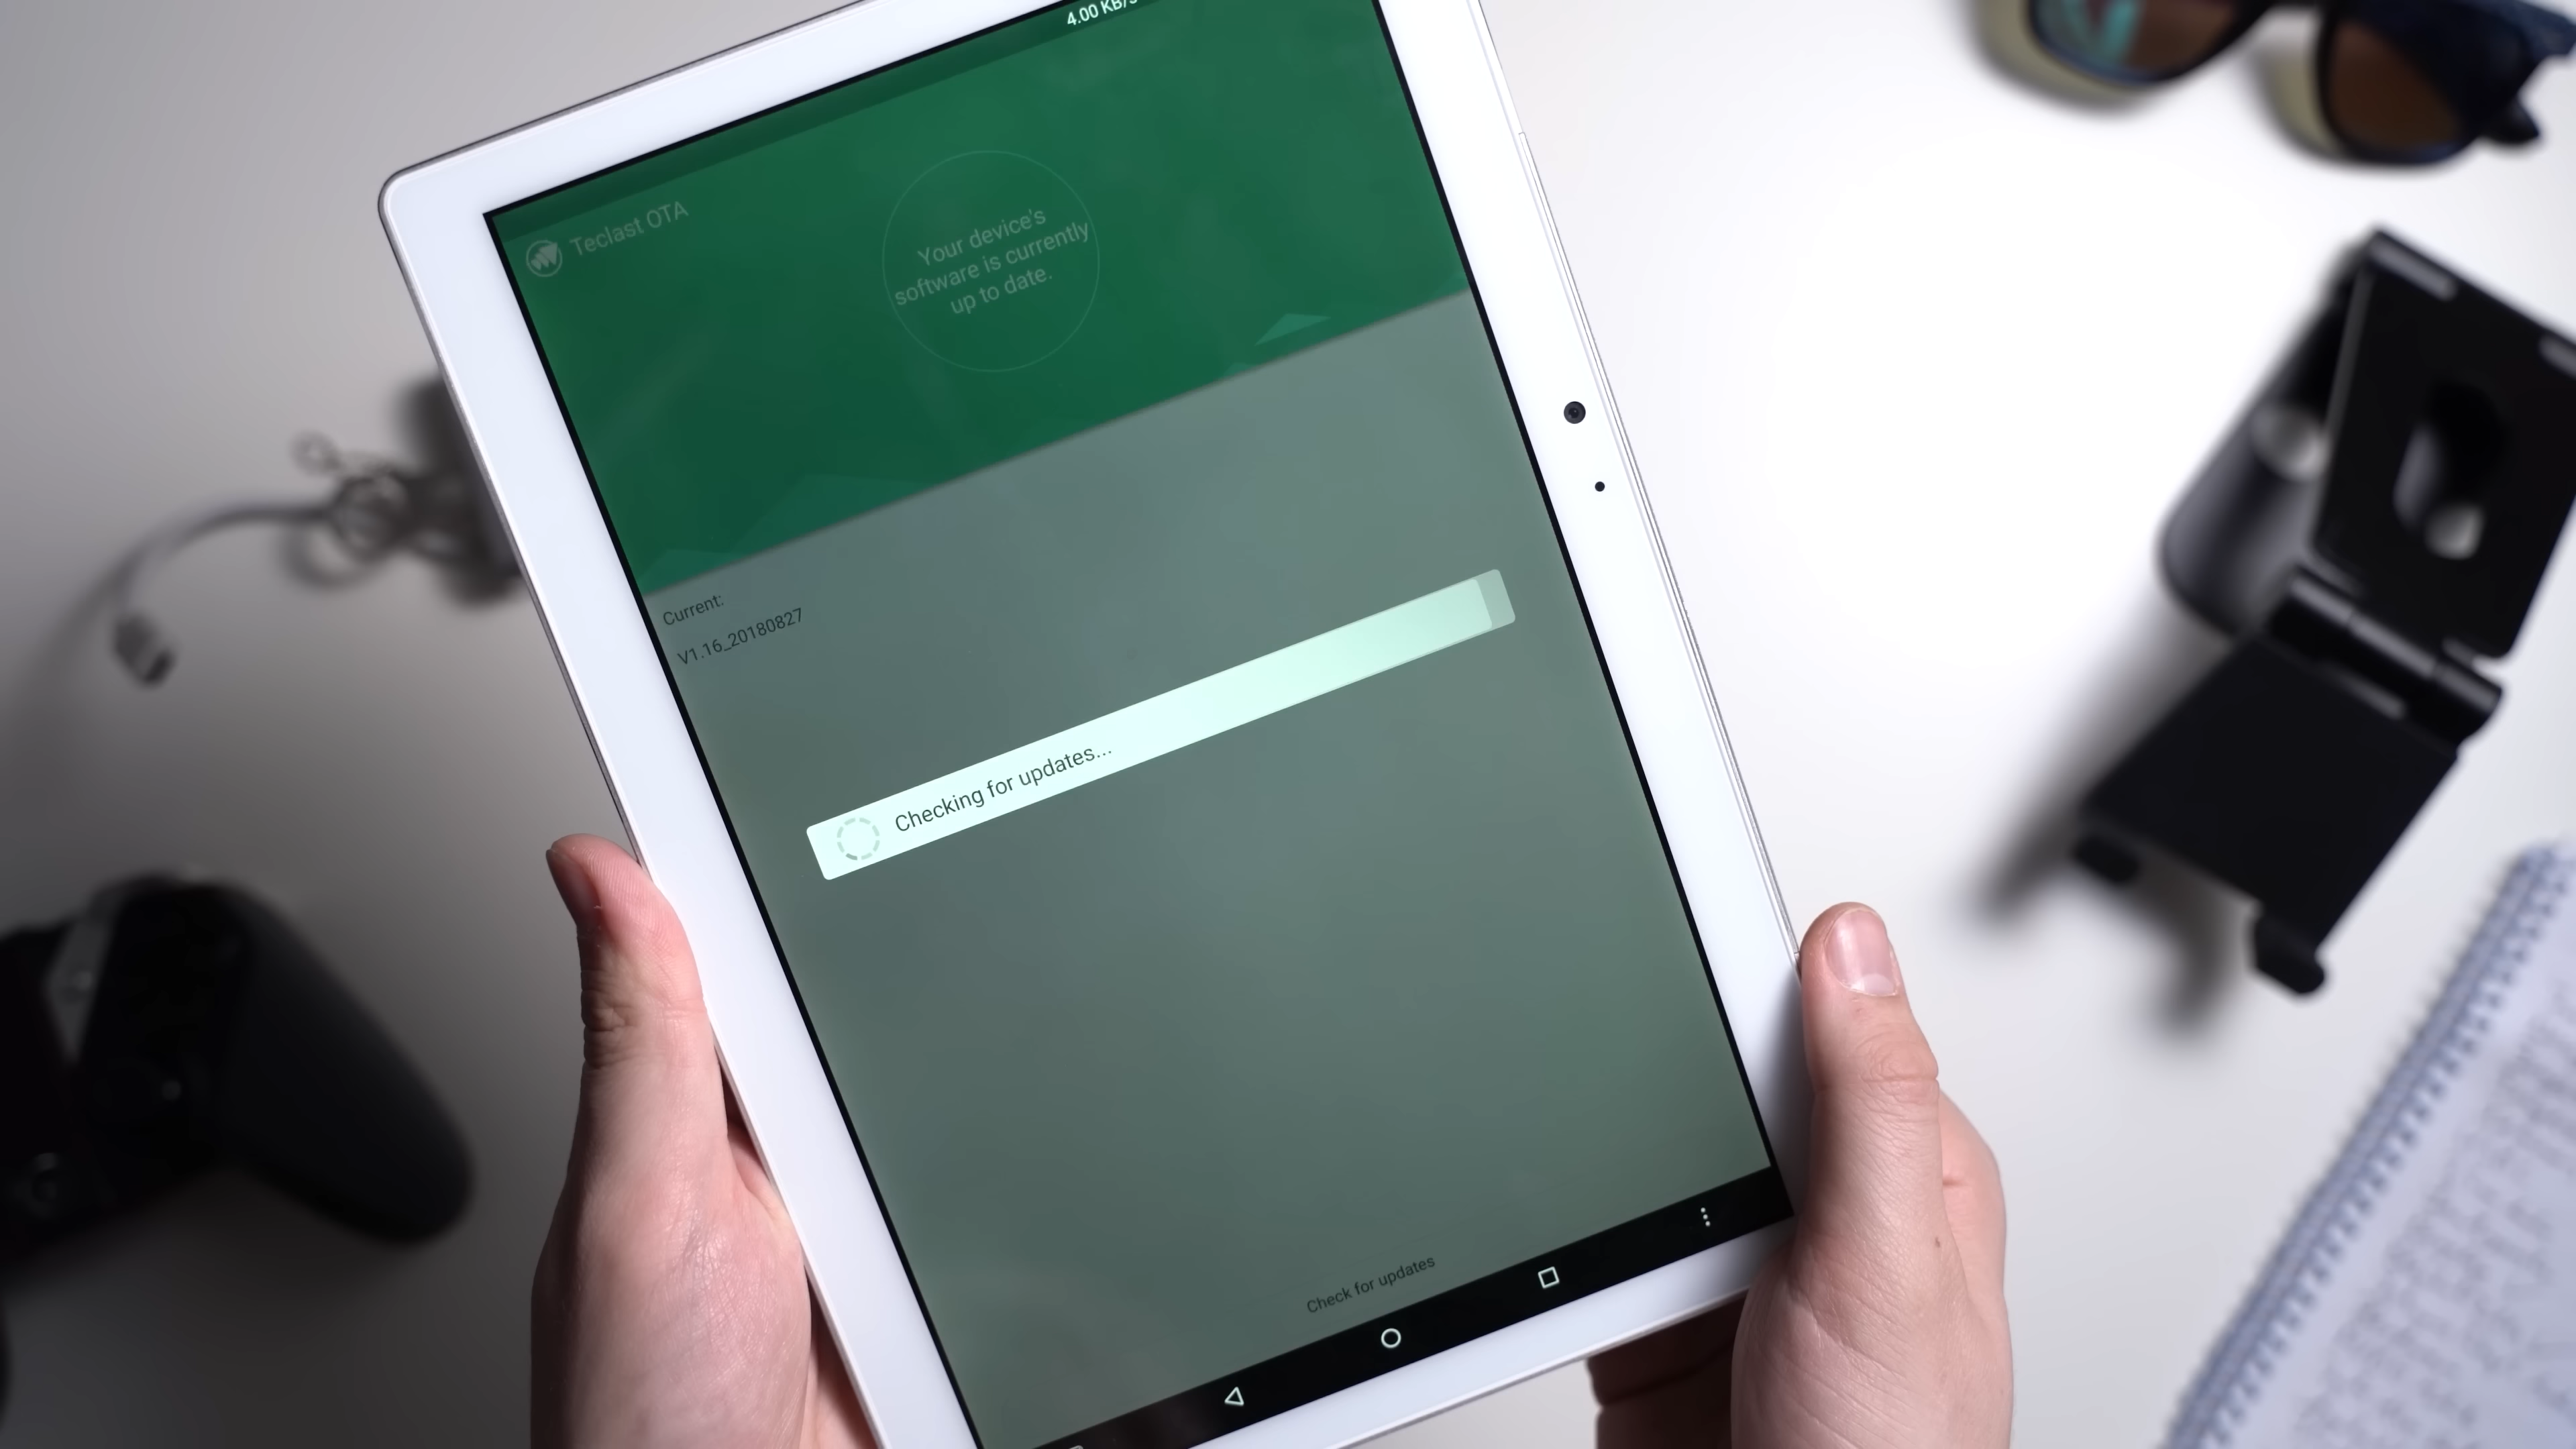 4.00 KB/s
Teclast OTA
Your device's
software is currently
up to date.
Current:
V1.16_20180827
Checking for updates...
Check for updates